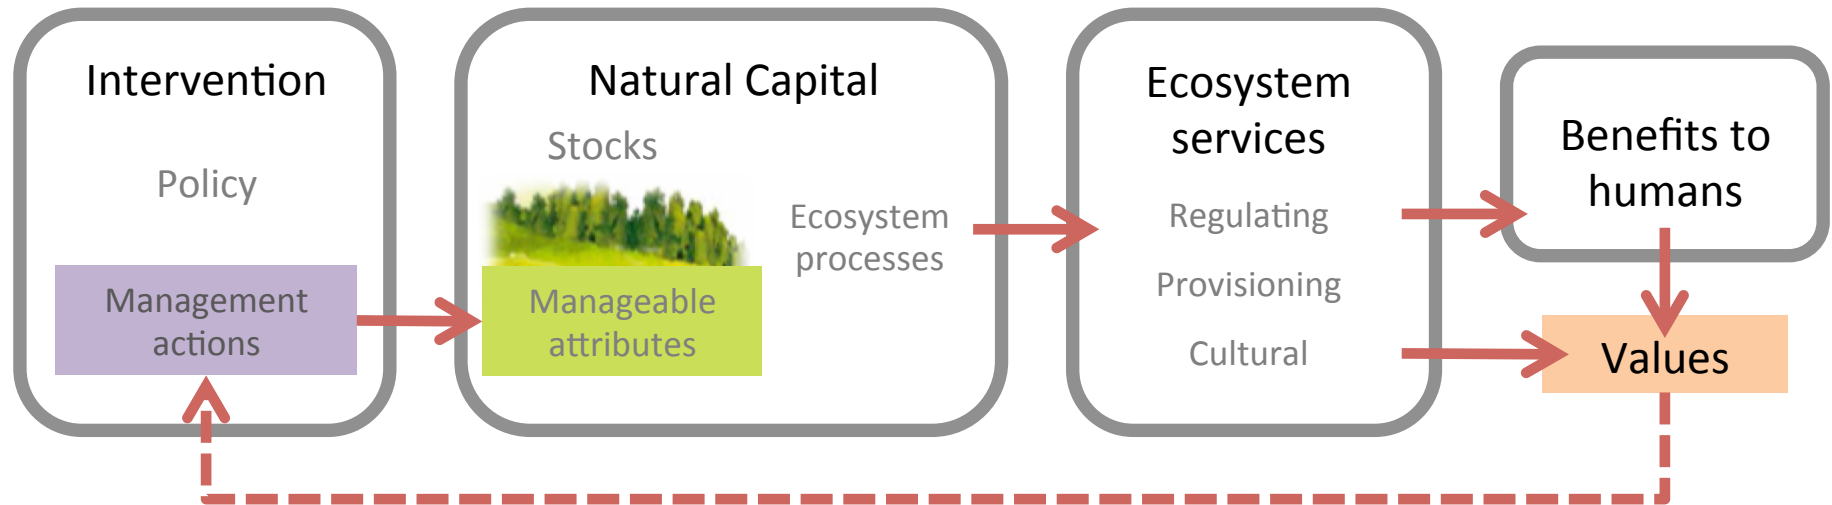 Intervention
Policy
Management
actions
Natural Capital
Stocks
Manageable
attributes
Ecosystem
processes
Ecosystem
services
Regulating
Provisioning
Cultural
Benefits to
humans
Values